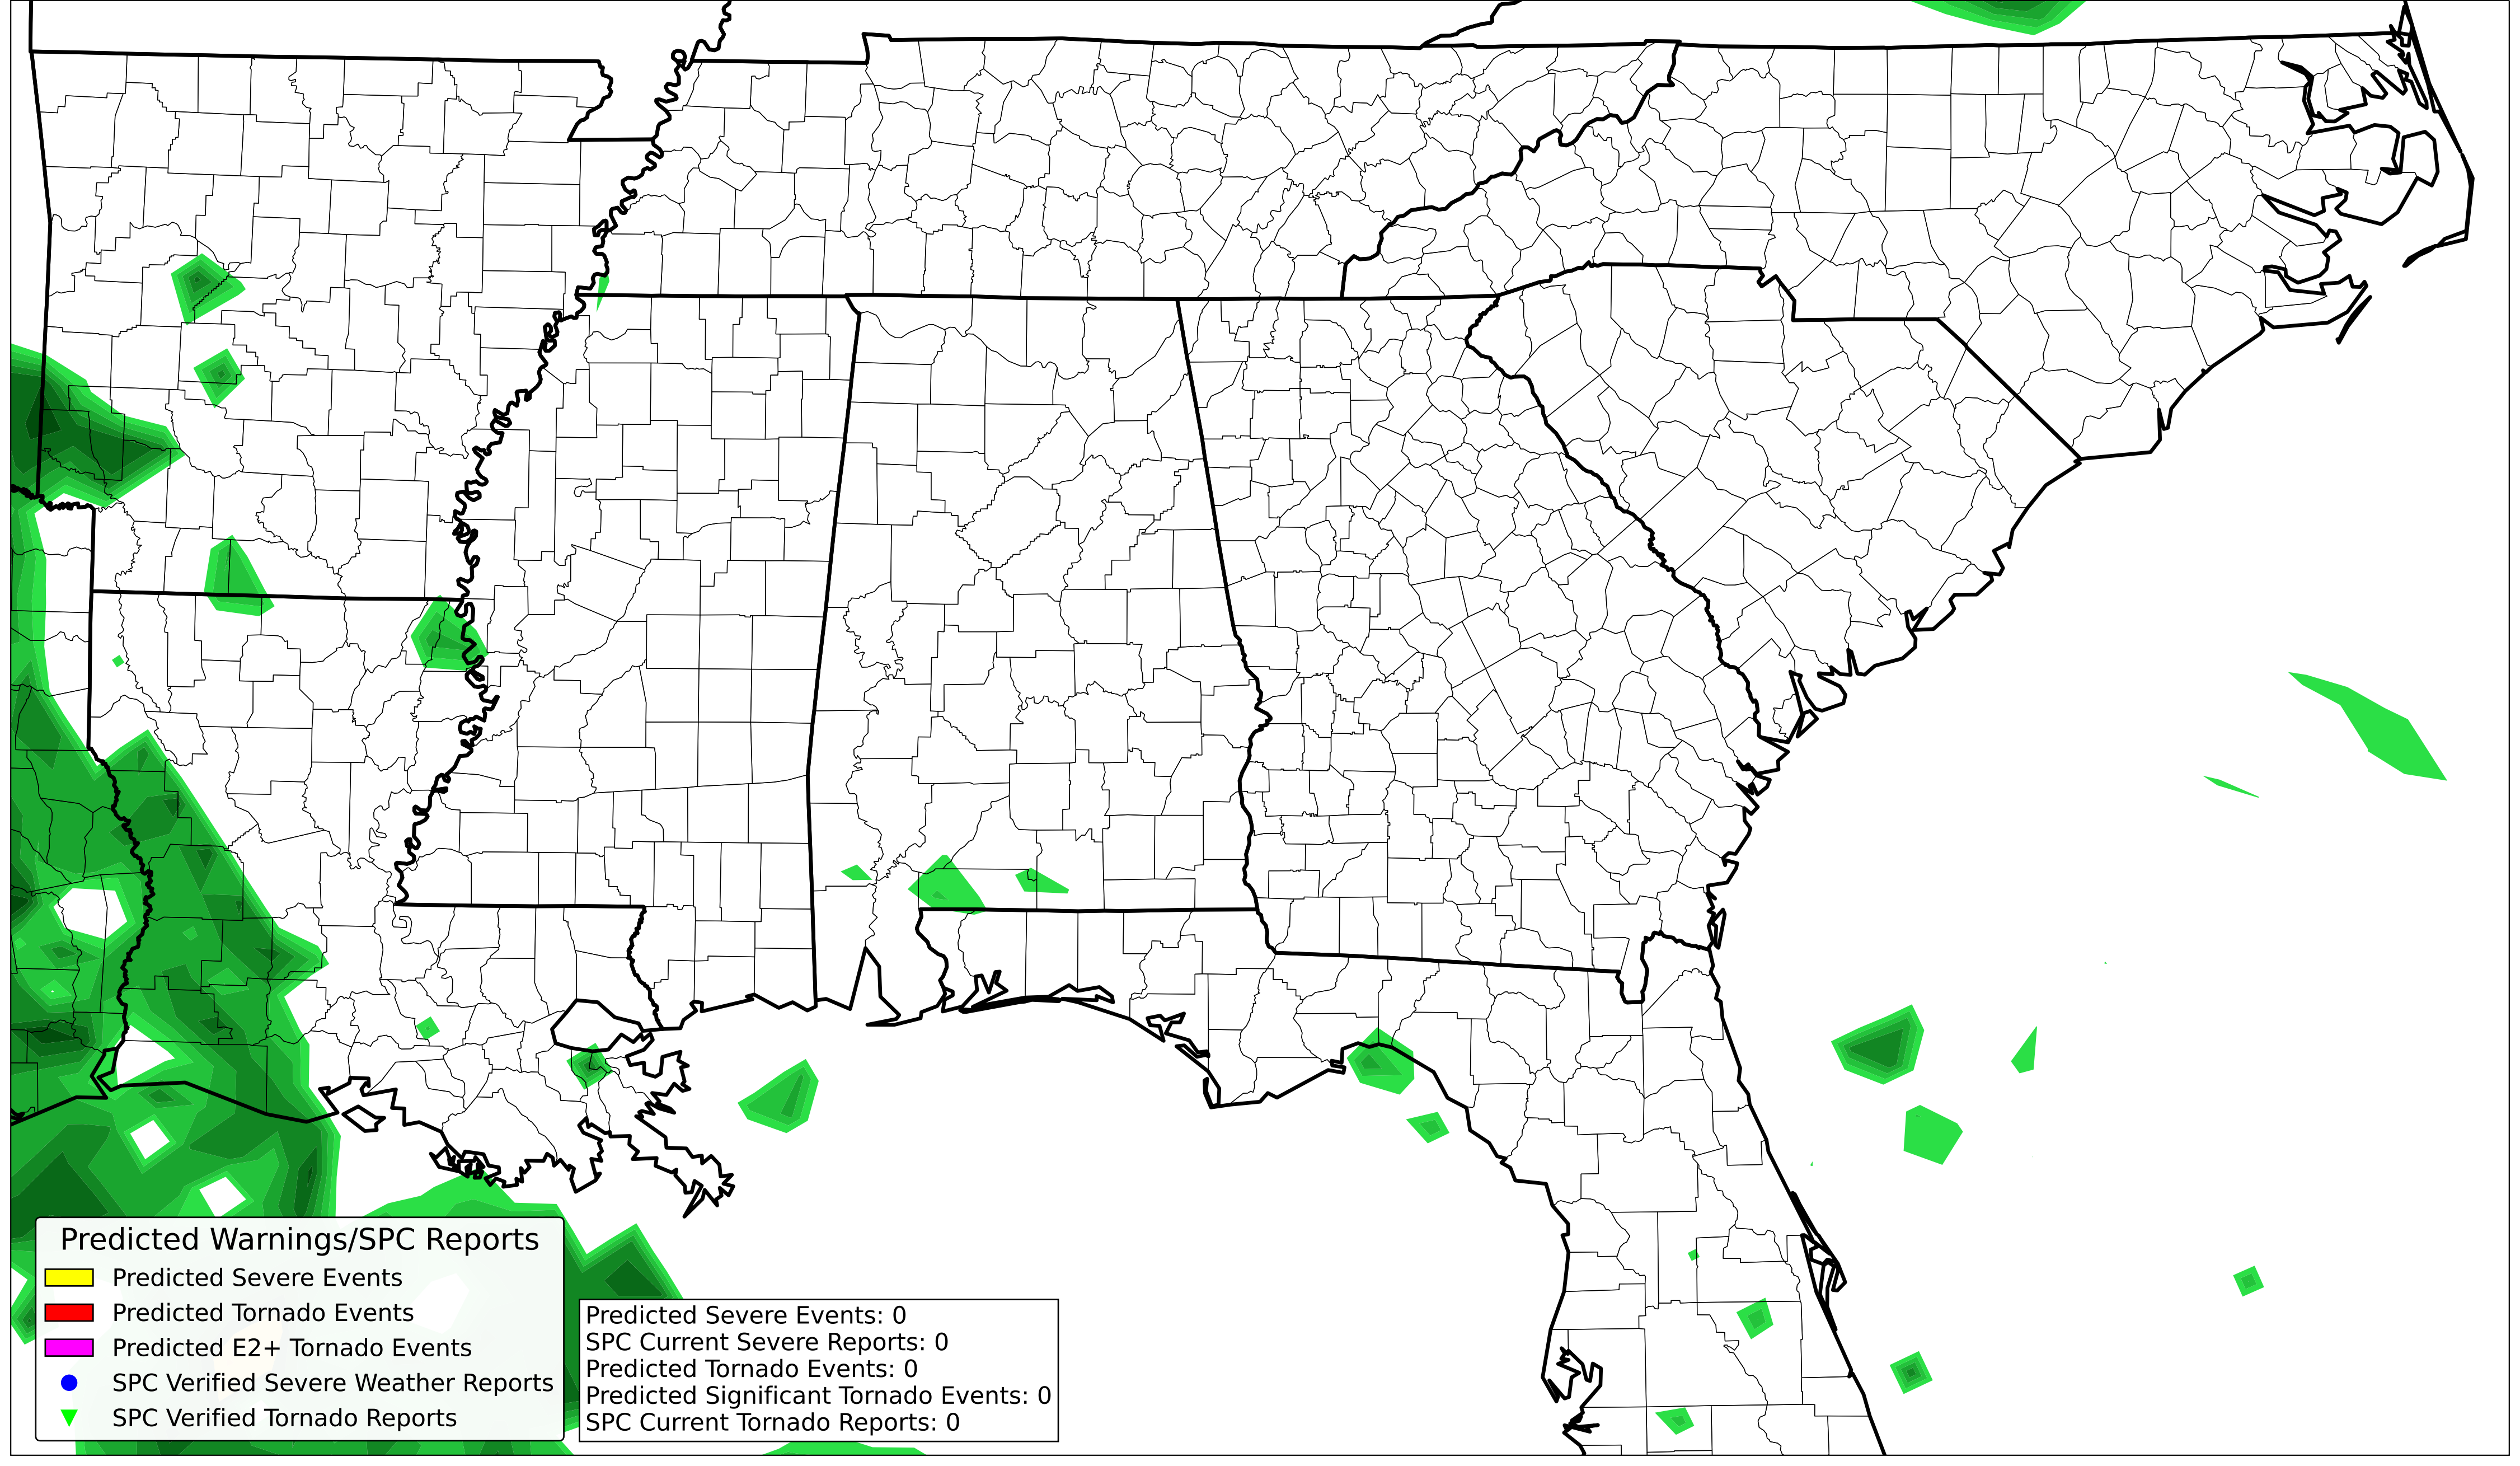 Predicted Warnings/SPC Reports
Predicted Severe Events
Predicted Tornado Events
Predicted E2+ Tornado Events
SPC Verified Severe Weather Reports
SPC Verified Tornado Reports
Predicted Severe Events: 0
SPC Current Severe Reports: 0
Predicted Tornado Events: 0
Predicted Significant Tornado Events: 0
SPC Current Tornado Reports: 0